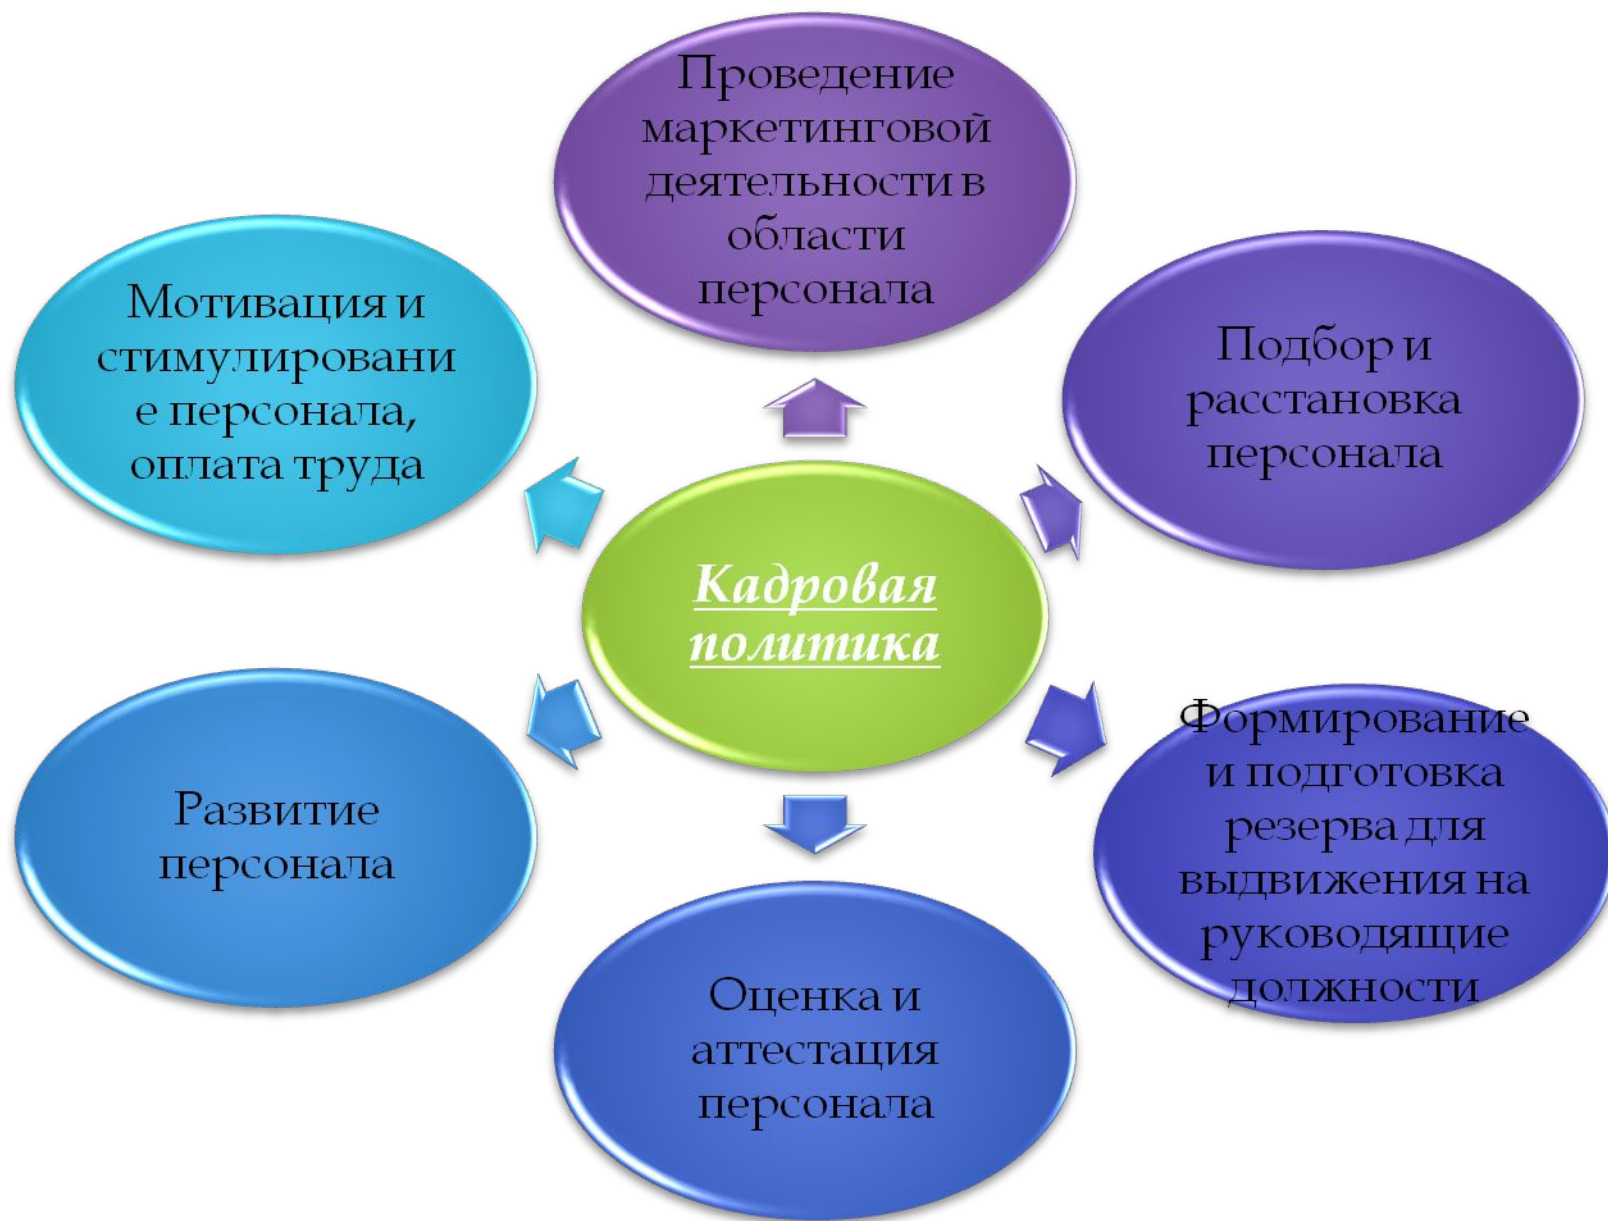 Проведение
маркетинговой
деятельности в
области
персонала
Подбор и
расстановка
персонала
Формирование
и подготовка
резерва для
выдвижения на
руководящие
должности
Оценка и
аттестация
персонала
Развитие
персонала
Мотивация и
стимулировани
е персонала,
оплата труда
Кадровая
политика